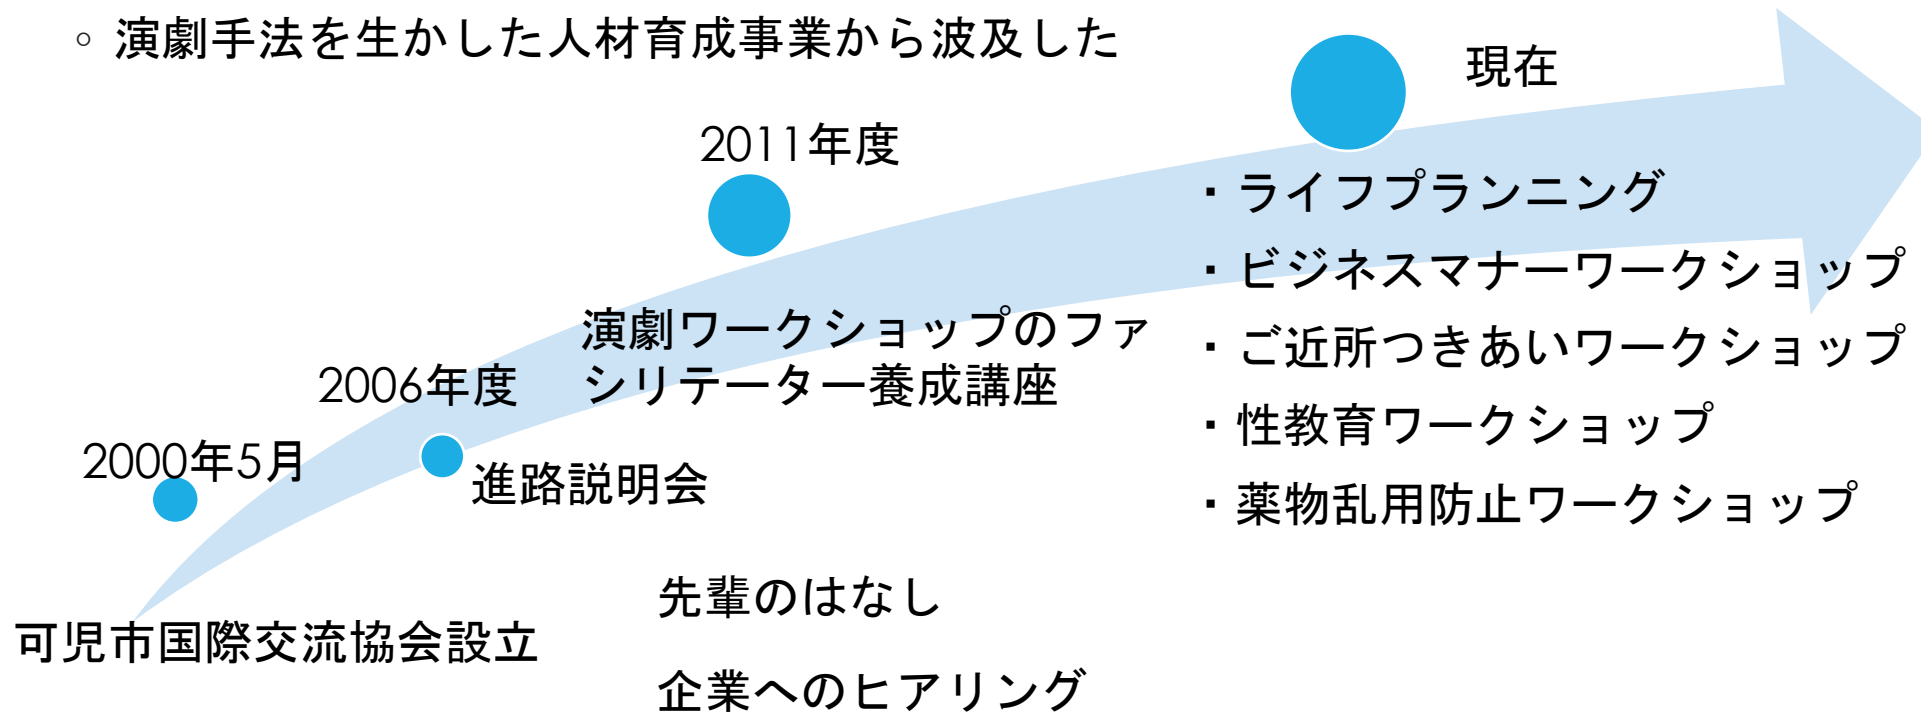 ◦ 演劇手法を生かした人材育成事業から波及した
現在
2011年度
・ライフプランニング
・ビジネスマナーワークショップ
・ご近所つきあいワークショップ
・性教育ワークショップ
・薬物乱用防止ワークショップ
演劇ワークショップのファ
シリテーター養成講座
2006年度
進路説明会
2000年5月
可児市国際交流協会設立
先輩のはなし
企業へのヒアリング